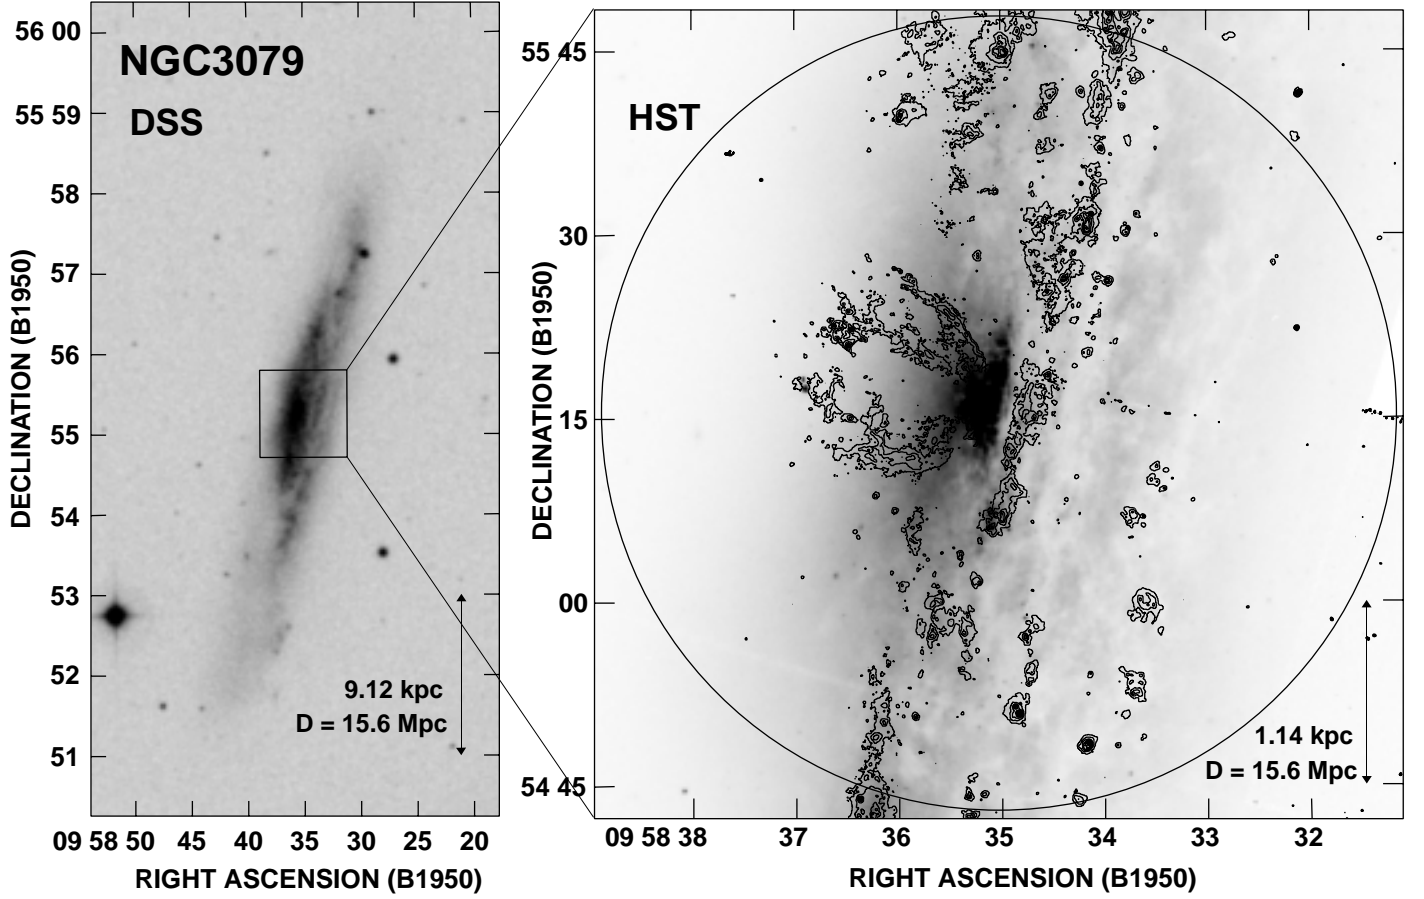 NGC3079
DSS
56 00
55 59
58
57
56
55
54
53
52
51
DECLINATION (B1950)
9.12 kpc
D = 15.6 Mpc
09 58 50 45 40 35 30 25 20
RIGHT ASCENSION (B1950)
HST
55 45
30
15
00
54 45
DECLINATION (B1950)
1.14 kpc
D = 15.6 Mpc
09 58 38 37 36 35 34 33 32
RIGHT ASCENSION (B1950)